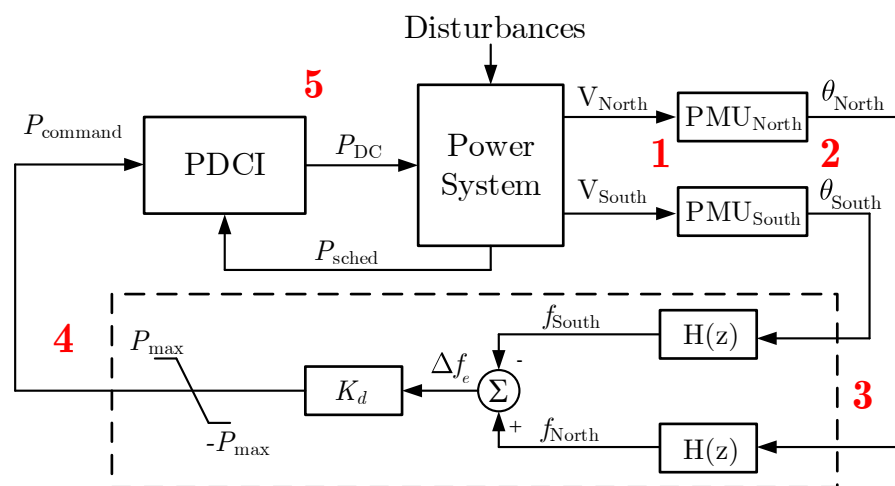 Disturbances
5
V_North
θ_North
P_command
PMU_North
PDCI
P_DC
Power
System
1
2
V_South
θ_South
PMU_South
P_sched
4
P_max
f_South
H(z)
-
Δf_e
K_d
Σ
3
+
f_North
H(z)
-P_max